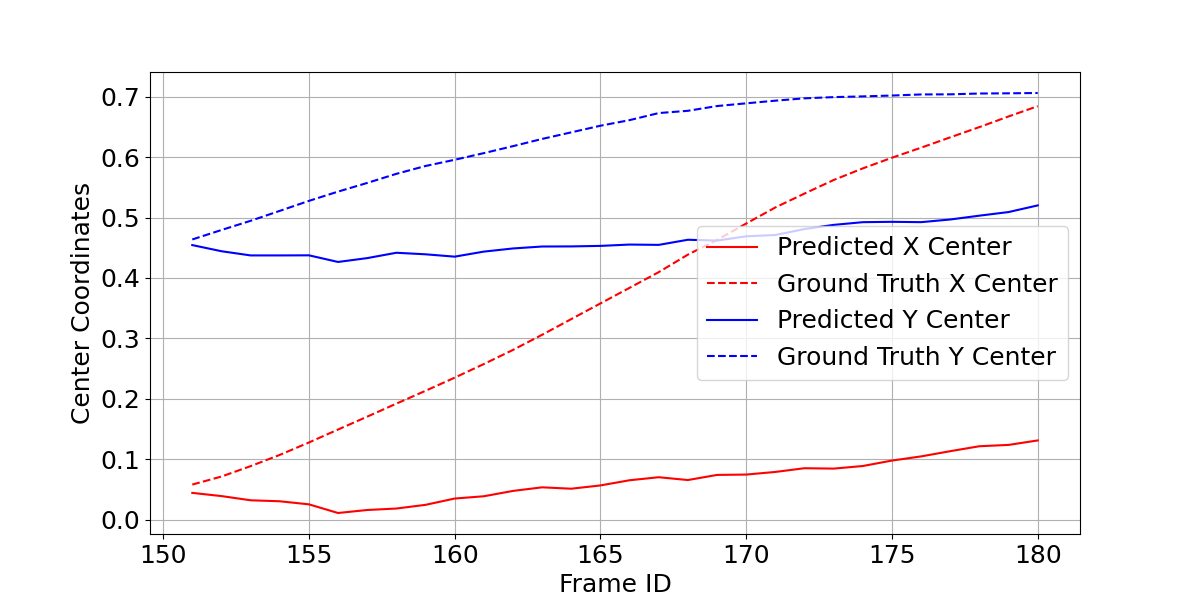 0.7
0.6
0.5
0.4
0.3
0.2
0.1
0.0
Center Coordinates
Predicted X Center
Ground Truth X Center
Predicted Y Center
Ground Truth Y Center
150 155 160 165 170 175 180
Frame ID